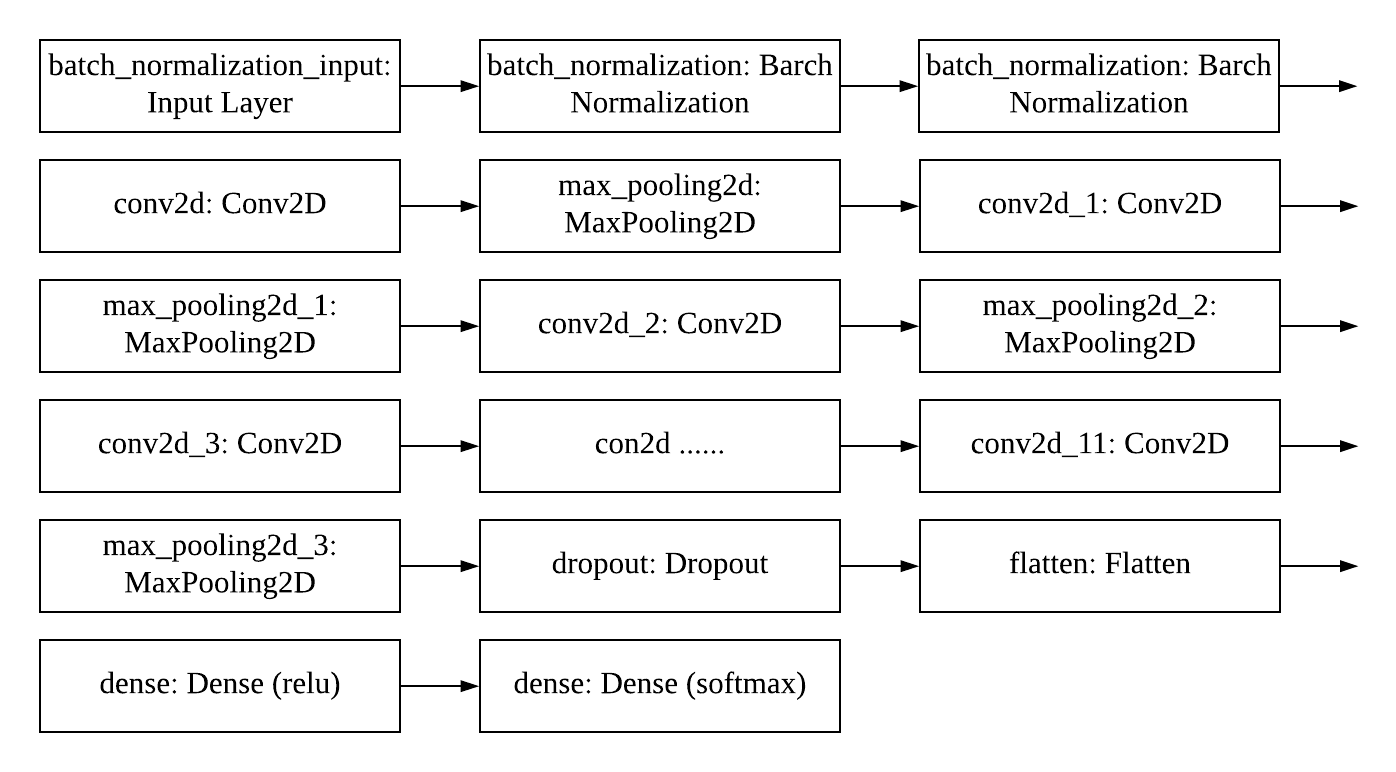 batch_normalization_input:
Input Layer
batch_normalization: Barch
Normalization
batch_normalization: Barch
Normalization
conv2d: Conv2D
max_pooling2d:
MaxPooling2D
conv2d_1: Conv2D
max_pooling2d_1:
MaxPooling2D
conv2d_2: Conv2D
max_pooling2d_2:
MaxPooling2D
conv2d_3: Conv2D
con2d ......
conv2d_11: Conv2D
max_pooling2d_3:
MaxPooling2D
dropout: Dropout
flatten: Flatten
dense: Dense (relu)
dense: Dense (softmax)